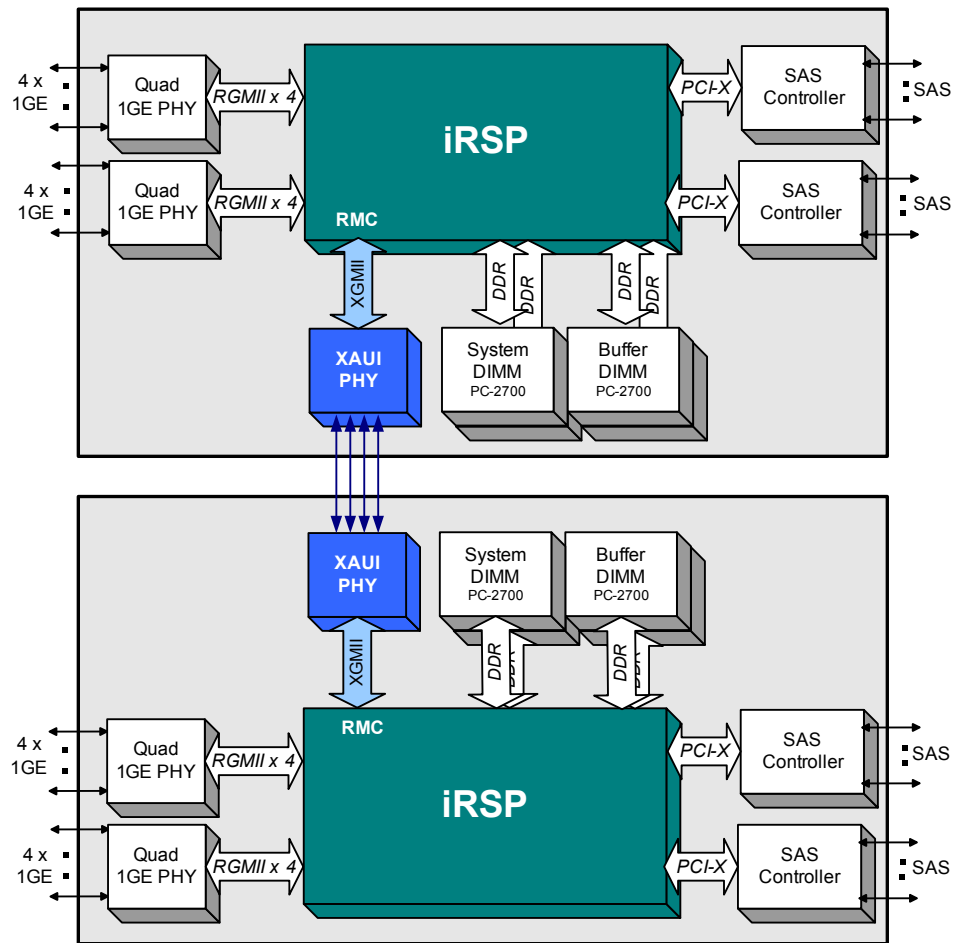 4 x
1GE
Quad
1GE PHY
RGMII x 4
iRSP
PCI-X
SAS
Controller
SAS
4 x
1GE
Quad
1GE PHY
RGMII x 4
RMC
PCI-X
SAS
Controller
SAS
XGMII
DDR
DDR
DDR
DDR
XAUI
PHY
System
DIMM
PC-2700
Buffer
DIMM
PC-2700
XAUI
PHY
System
DIMM
PC-2700
Buffer
DIMM
PC-2700
XGMII
DDR
DDR
DDR
DDR
4 x
1GE
Quad
1GE PHY
RGMII x 4
RMC
iRSP
PCI-X
SAS
Controller
SAS
4 x
1GE
Quad
1GE PHY
RGMII x 4
PCI-X
SAS
Controller
SAS